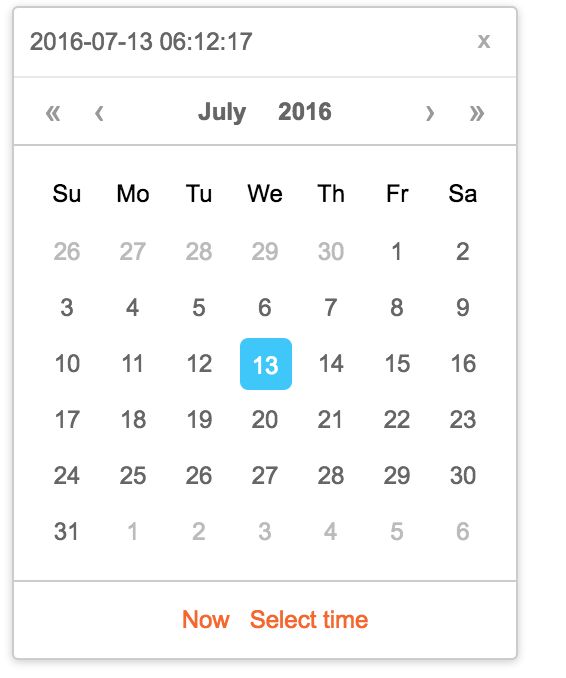 2016-07-13 06:12:17 x
« ‹ July 2016 › »
Su Mo Tu We Th Fr Sa
26 27 28 29 30 1 2
3 4 5 6 7 8 9
10 11 12 13 14 15 16
17 18 19 20 21 22 23
24 25 26 27 28 29 30
31 1 2 3 4 5 6
Now Select time